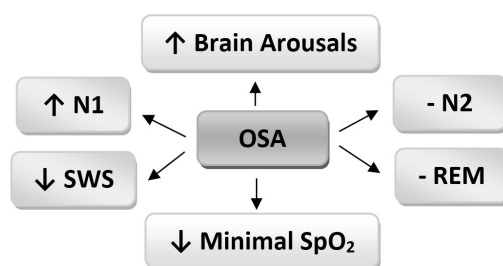 ↑ Brain Arousals
↑ N1
- N2
OSA
↓ SWS
- REM
↓ Minimal SpO₂